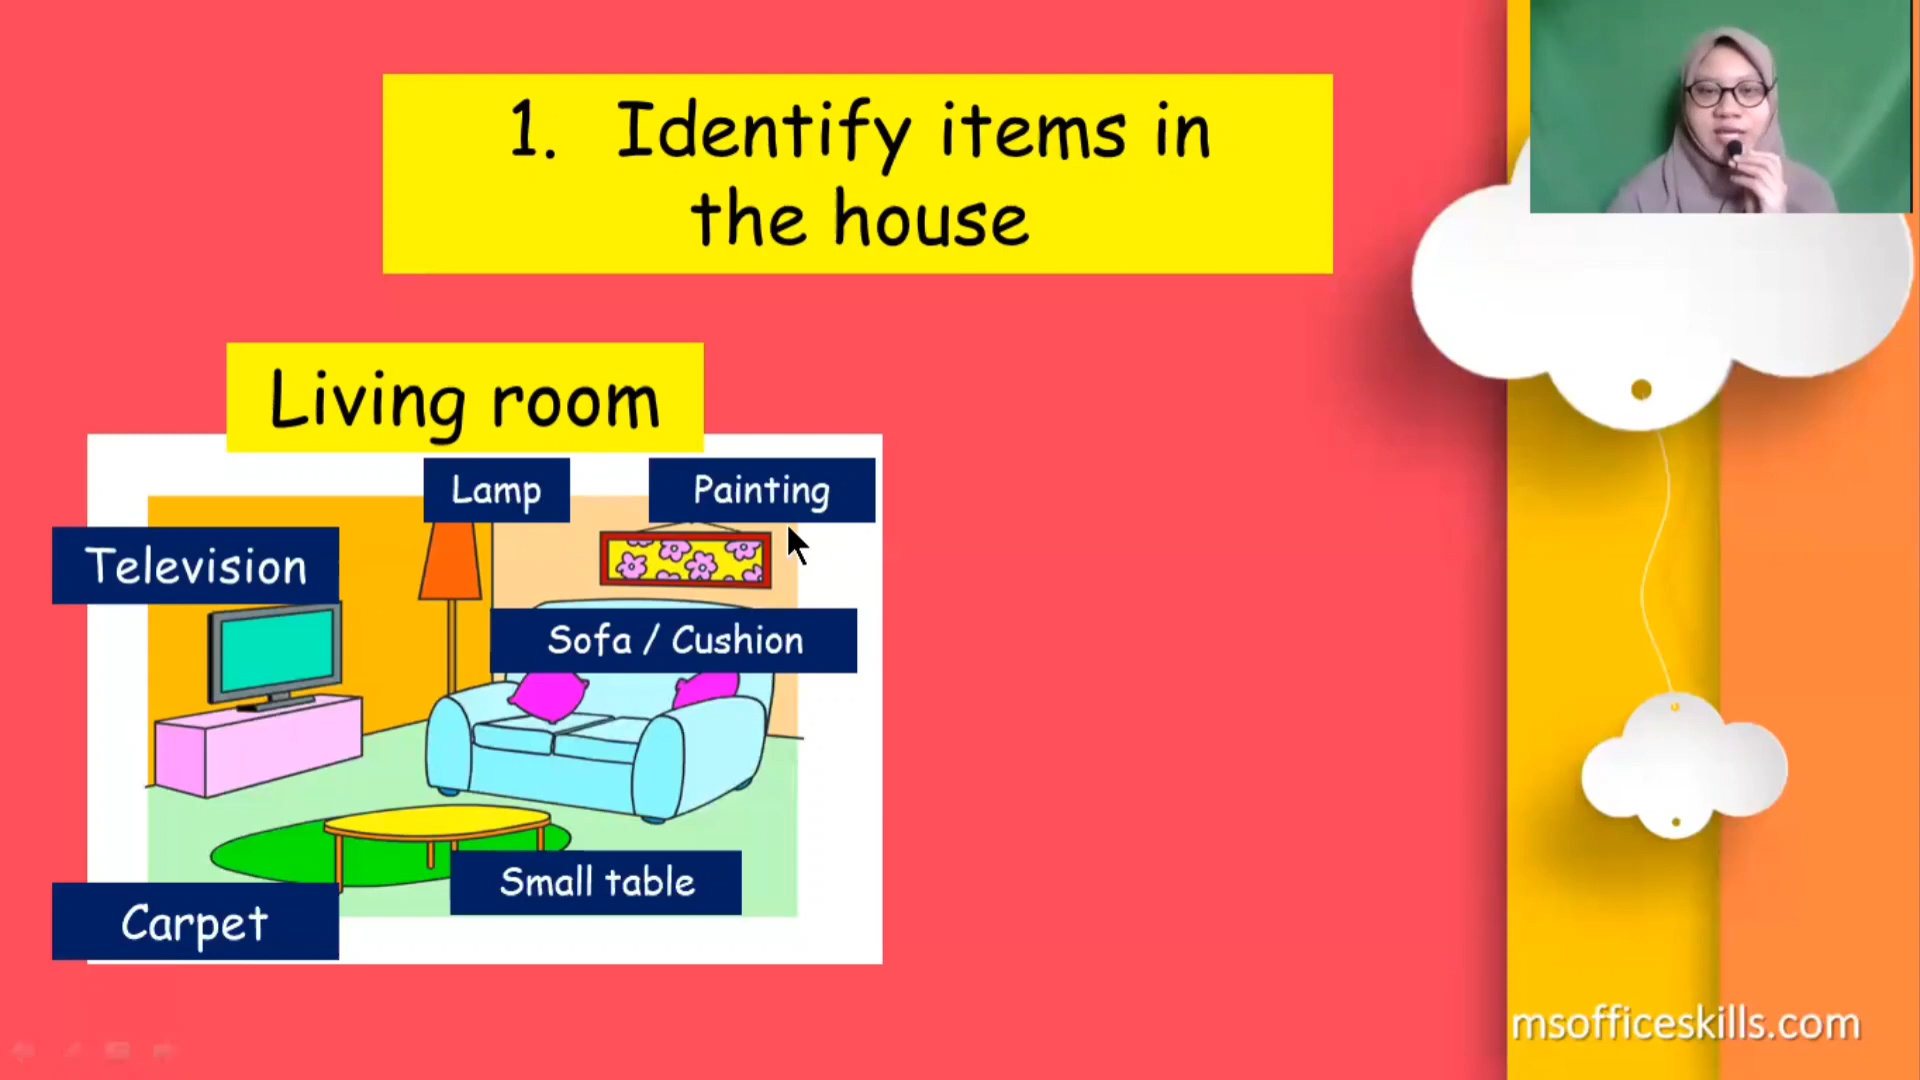 1. Identify items in
the house
Living room
Lamp
Painting
Television
Sofa / Cushion
Small table
Carpet
msofficeskills.com